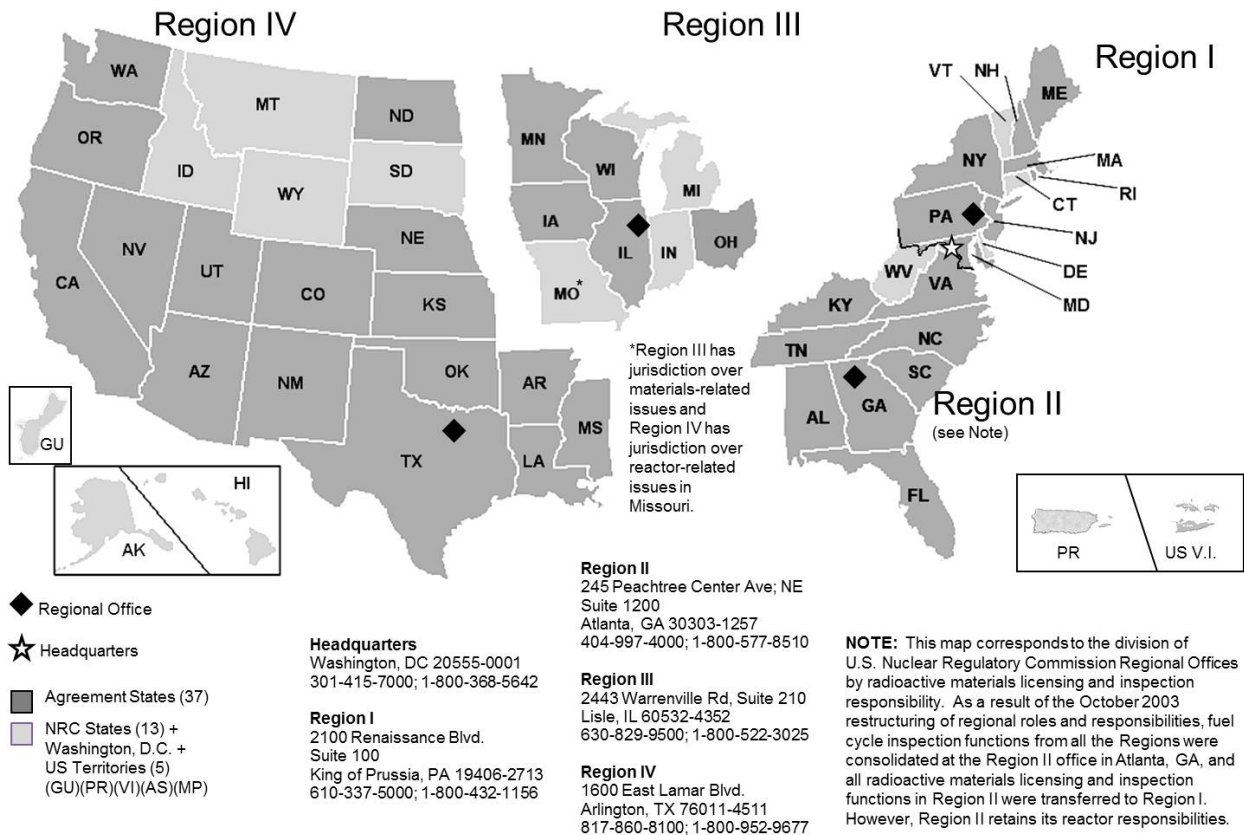 Region IV
Region III
Region I
WA
MT
ND
OR
ID
SD
WY
NV
NE
UT
CA
CO
KS
AZ
NM
OK
TX
AR
LA
MS
GU
AK
HI
MN
WI
MI
IA
IL
IN
OH
MO*
*Region III has
jurisdiction over
materials-related
issues and
Region IV has
jurisdiction over
reactor-related
issues in
Missouri.
VT
NH
ME
NY
MA
RI
CT
PA
NJ
DE
MD
WV
VA
KY
NC
TN
SC
AL
GA
FL
Region II
(see Note)
PR
US V.I.
Regional Office
Headquarters
Agreement States (37)
NRC States (13) +
Washington, D.C. +
US Territories (5)
(GU)(PR)(VI)(AS)(MP)
Headquarters
Washington, DC 20555-0001
301-415-7000; 1-800-368-5642
Region I
2100 Renaissance Blvd.
Suite 100
King of Prussia, PA 19406-2713
610-337-5000; 1-800-432-1156
Region II
245 Peachtree Center Ave; NE
Suite 1200
Atlanta, GA 30303-1257
404-997-4000; 1-800-577-8510
Region III
2443 Warrenville Rd, Suite 210
Lisle, IL 60532-4352
630-829-9500; 1-800-522-3025
Region IV
1600 East Lamar Blvd.
Arlington, TX 76011-4511
817-860-8100; 1-800-952-9677
NOTE: This map corresponds to the division of
U.S. Nuclear Regulatory Commission Regional Offices
by radioactive materials licensing and inspection
responsibility. As a result of the October 2003
restructuring of regional roles and responsibilities, fuel
cycle inspection functions from all the Regions were
consolidated at the Region II office in Atlanta, GA, and
all radioactive materials licensing and inspection
functions in Region II were transferred to Region I.
However, Region II retains its reactor responsibilities.